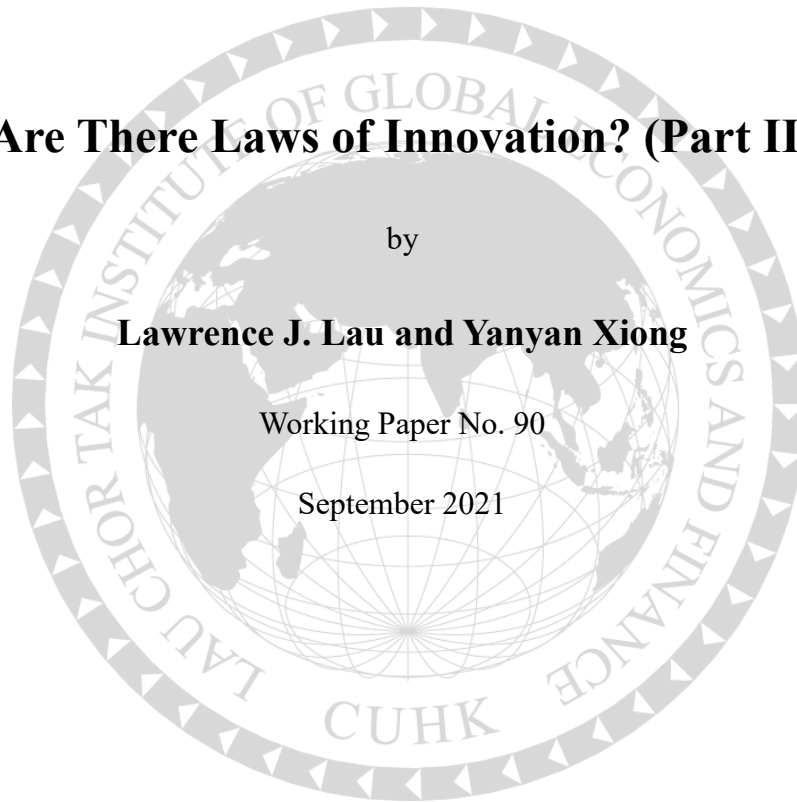 Are There Laws of Innovation? (Part II
by
Lawrence J. Lau and Yanyan Xiong
Working Paper No. 90
September 2021
LAU CHOR TAK INSTITUTE OF GLOBAL ECONOMICS AND FINANCE
CUHK